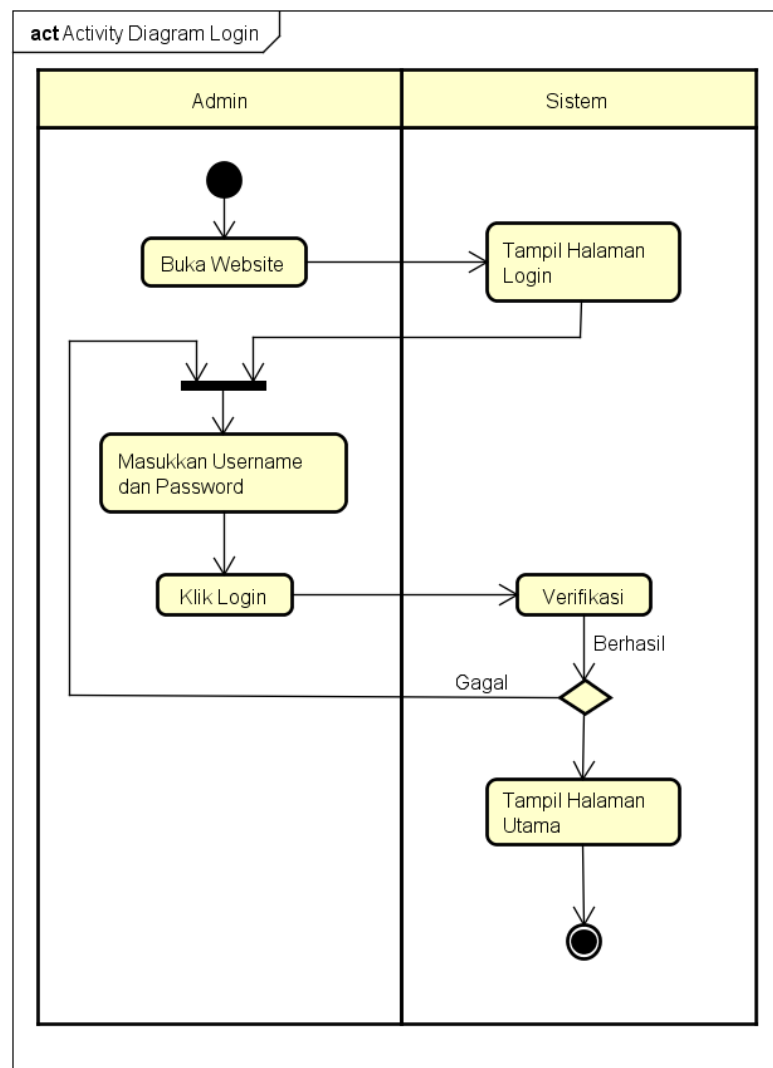 act Activity Diagram Login
Admin
Sistem
Buka Website
Tampil Halaman
Login
Masukkan Username
dan Password
Klik Login
Verifikasi
Berhasil
Gagal
Tampil Halaman
Utama